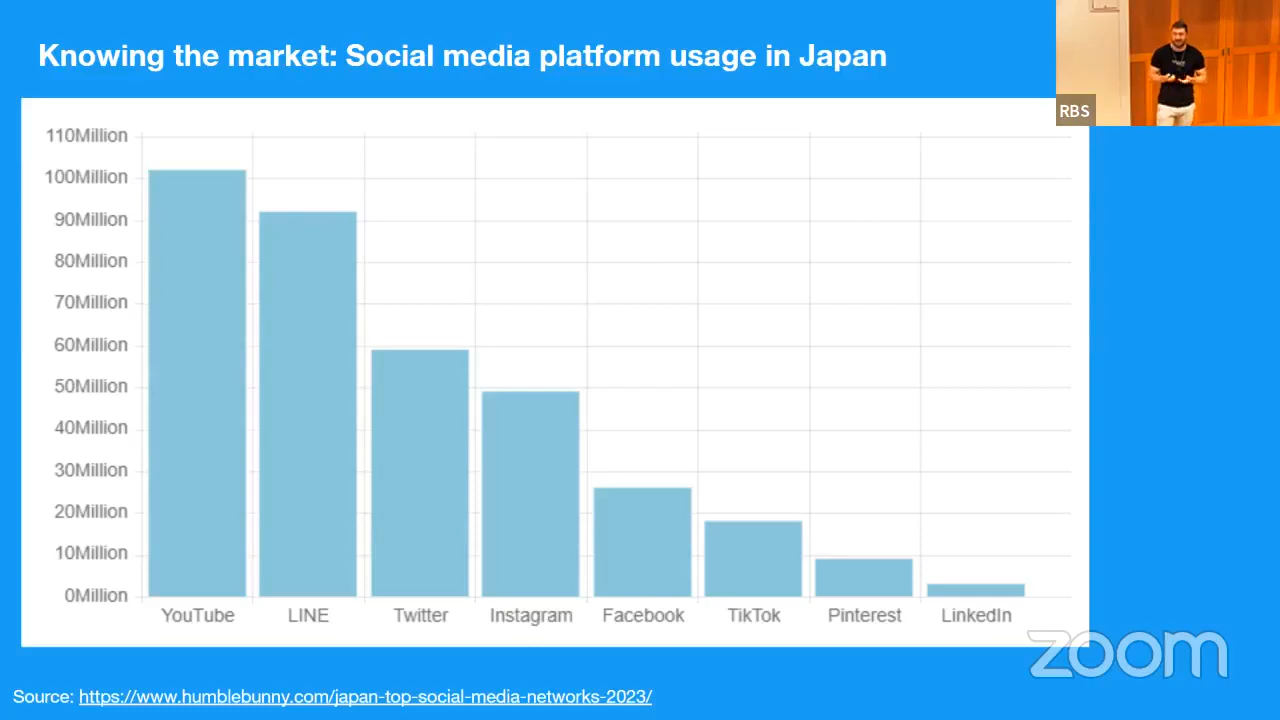 Knowing the market: Social media platform usage in Japan
RBS
110Million
100Million
90Million
80Million
70Million
60Million
50Million
40Million
30Million
20Million
10Million
0Million
YouTube LINE Twitter Instagram Facebook TikTok Pinterest LinkedIn
zoom
Source: https://www.humblebunny.com/japan-top-social-media-networks-2023/